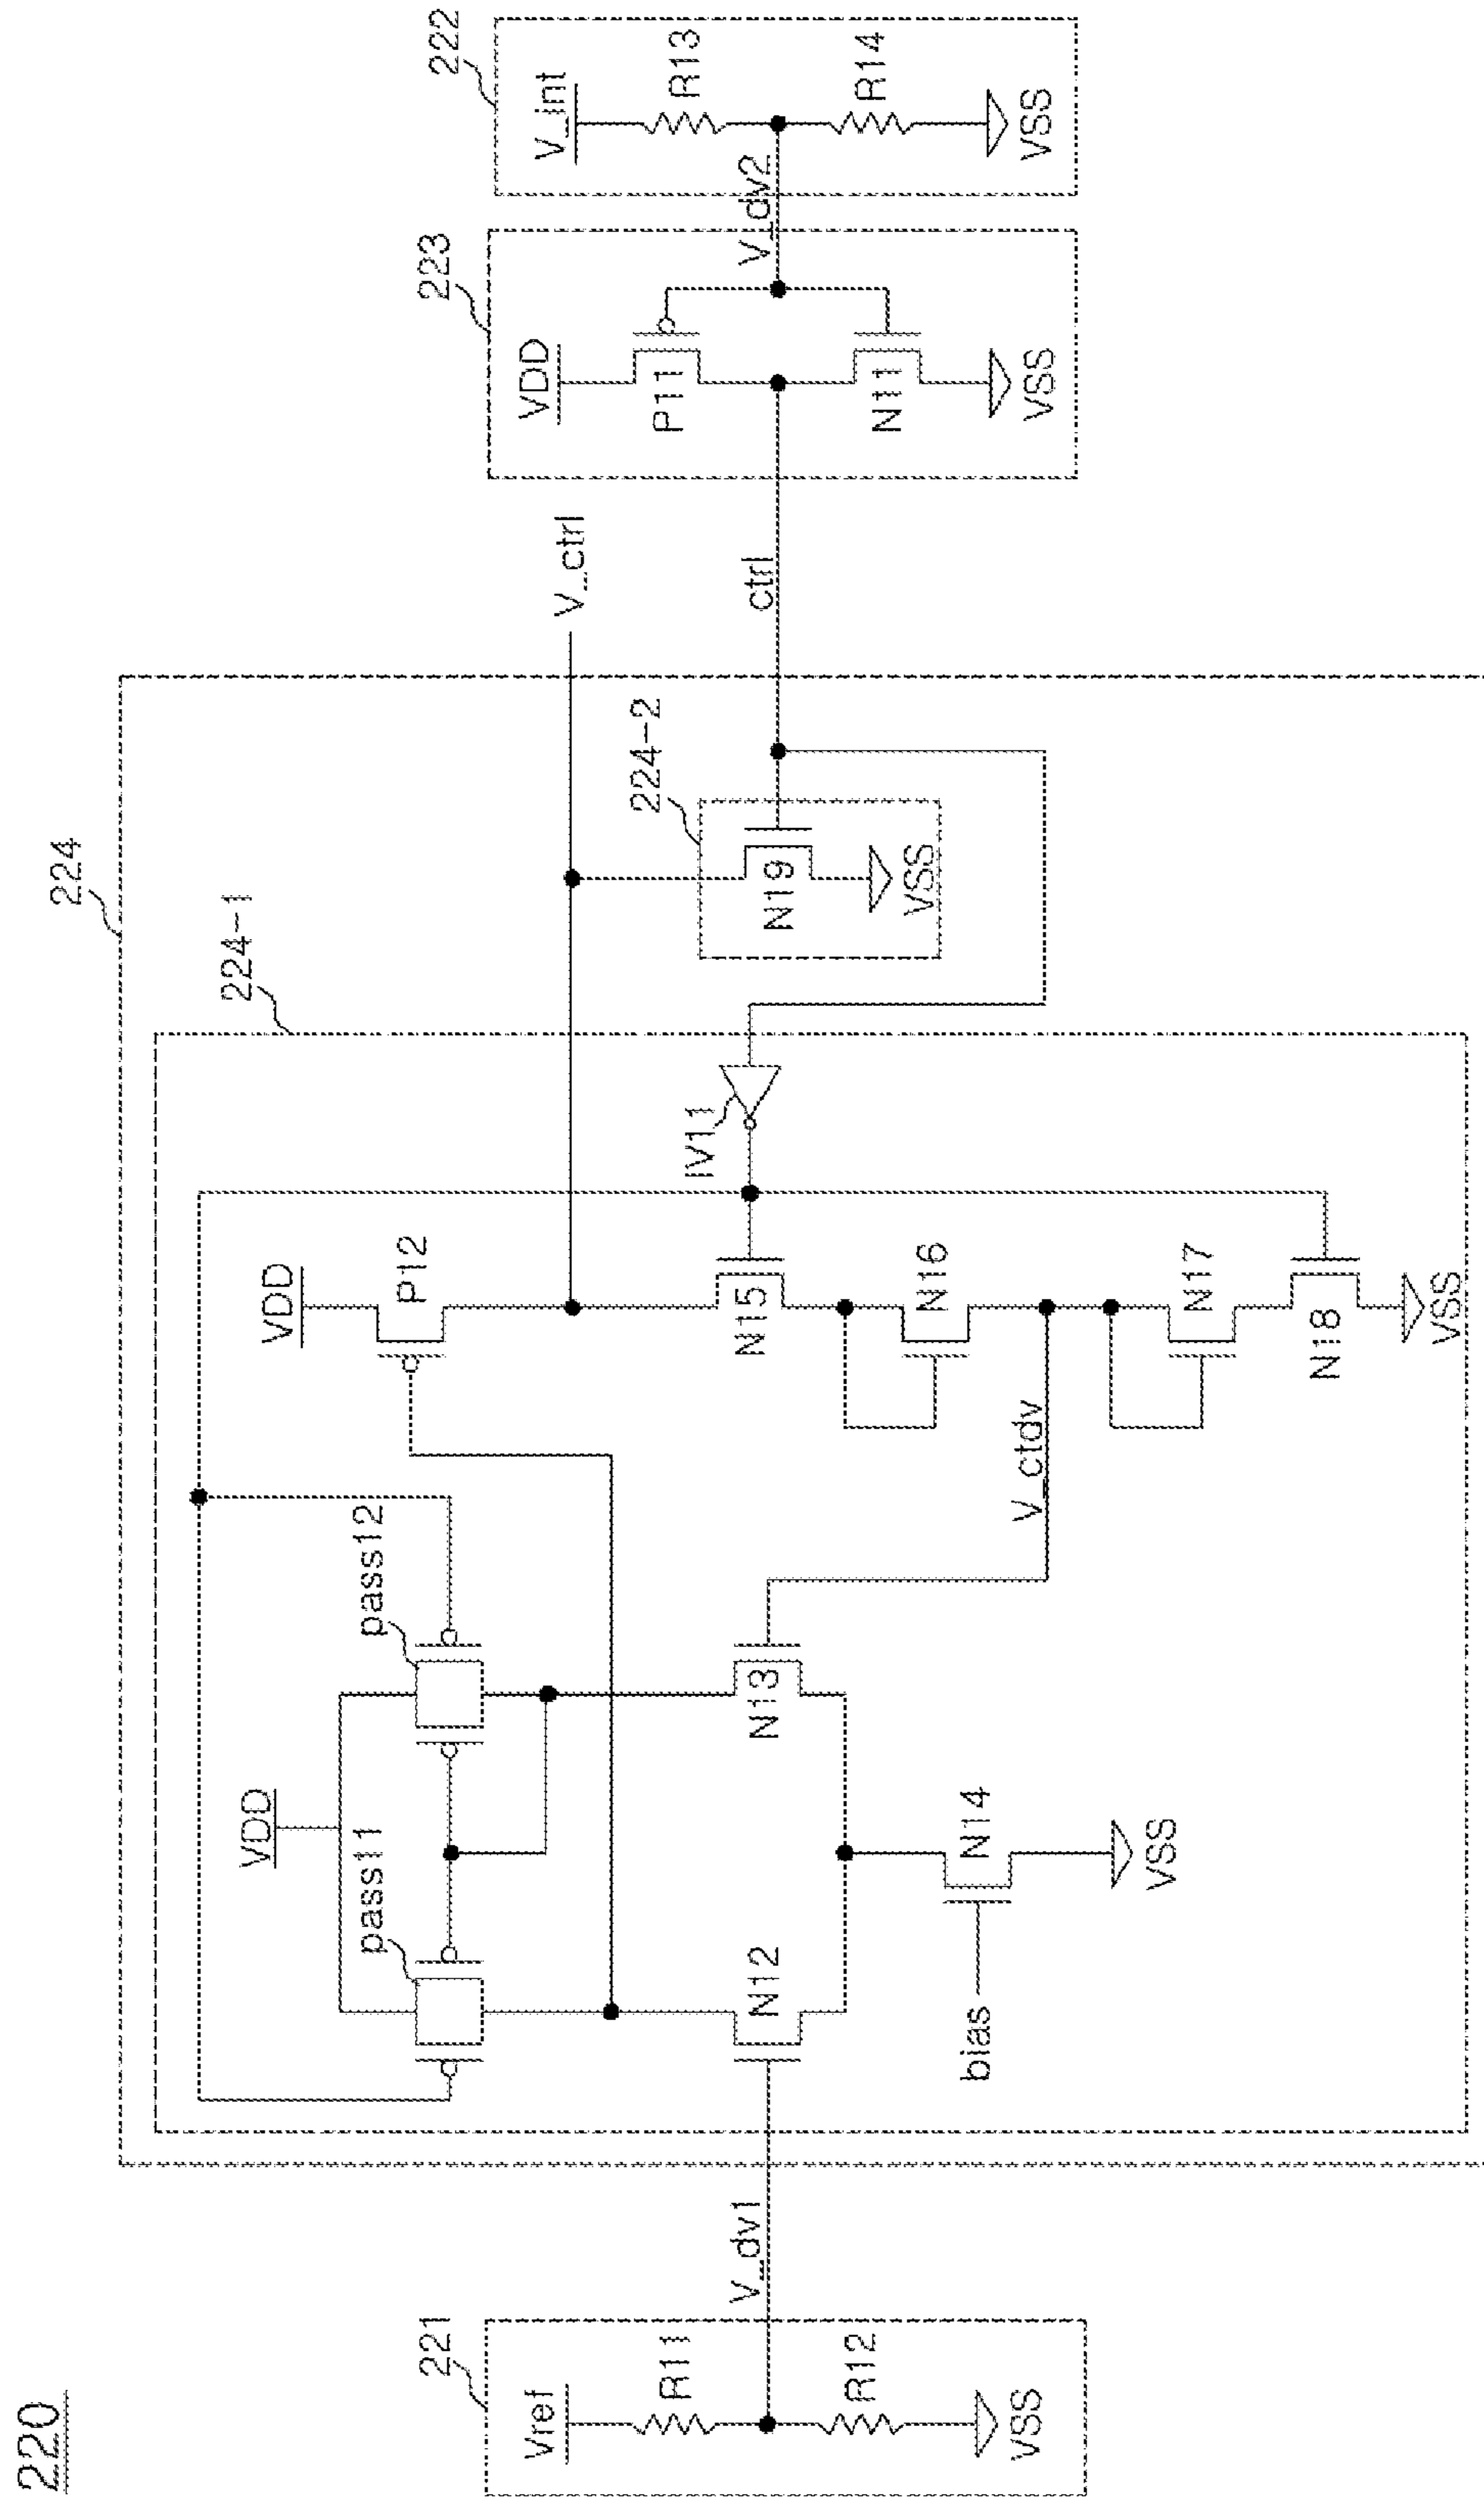 220
224
224-1
221
Vref
R11
R12
VSS
V_dv1
VDD
pass11
pass12
N12
N13
bias
N14
VSS
VDD
P12
V_ctdv
N15
N16
N17
N18
VSS
IV11
224-2
N19
VSS
V_ctrl
ctrl
223
VDD
P11
N11
VSS
V_dv2
222
V_int
R13
R14
VSS